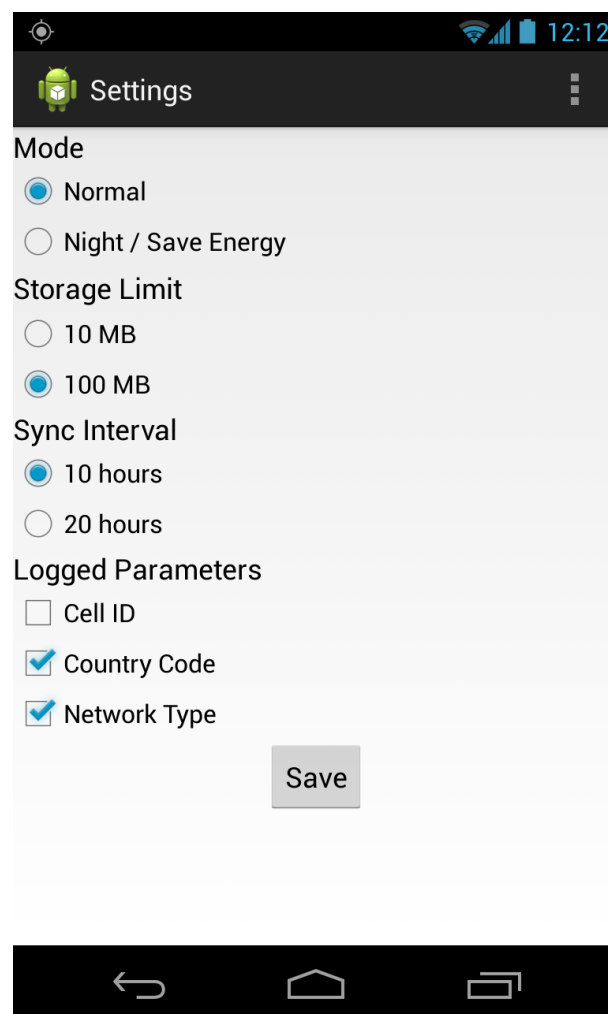 12:12
Settings
Mode
Normal
Night / Save Energy
Storage Limit
10 MB
100 MB
Sync Interval
10 hours
20 hours
Logged Parameters
Cell ID
Country Code
Network Type
Save